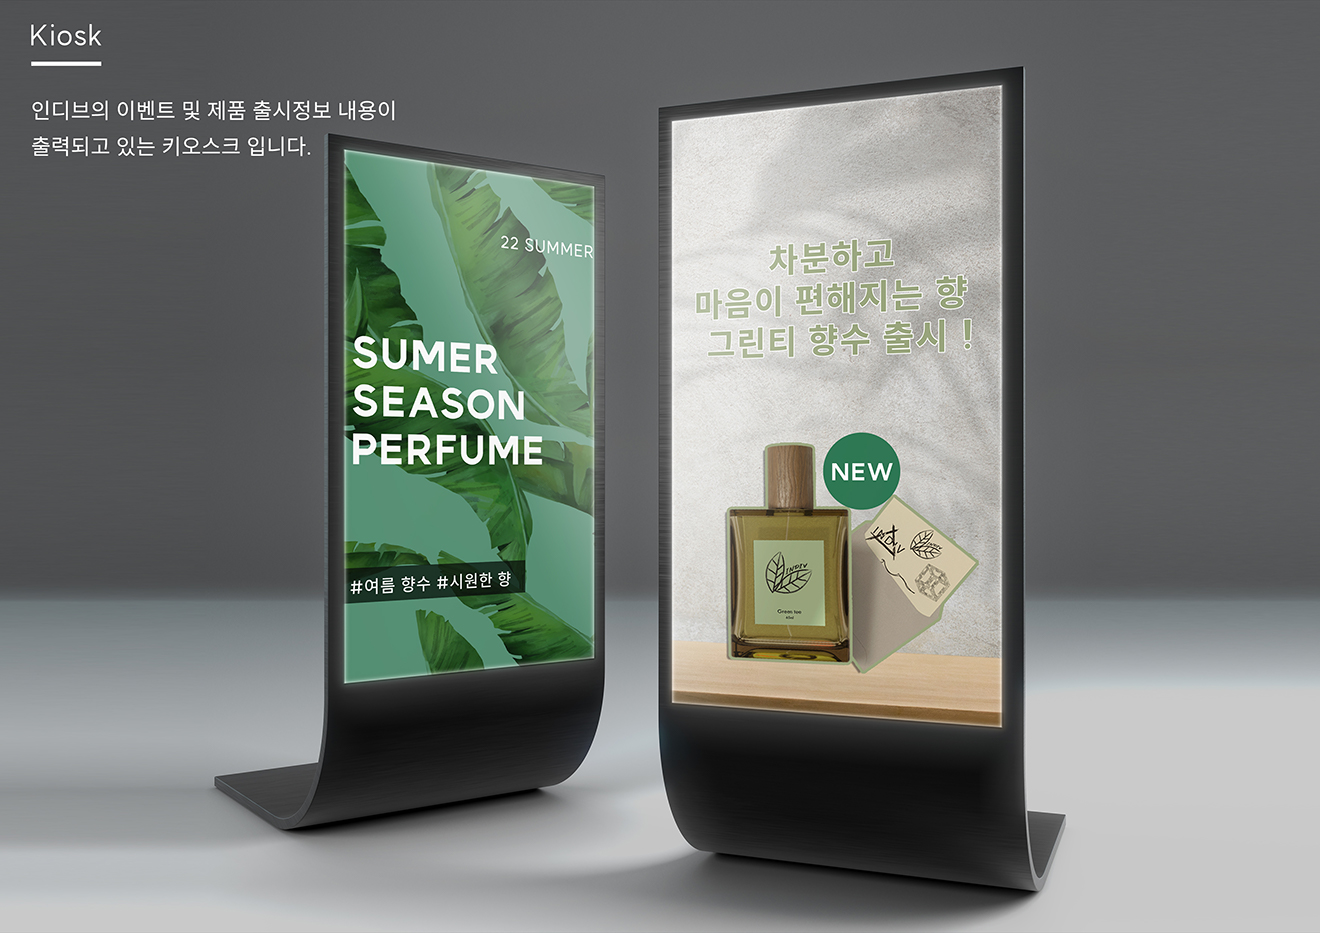 Kiosk
인디브의 이벤트 및 제품 출시정보 내용이
출력되고 있는 키오스크 입니다.
22 SUMMER
SUMER
SEASON
PERFUME
#여름 향수 #시원한 향
차분하고
마음이 편해지는 향
그린티 향수 출시 !
NEW
INDIV
Green tea